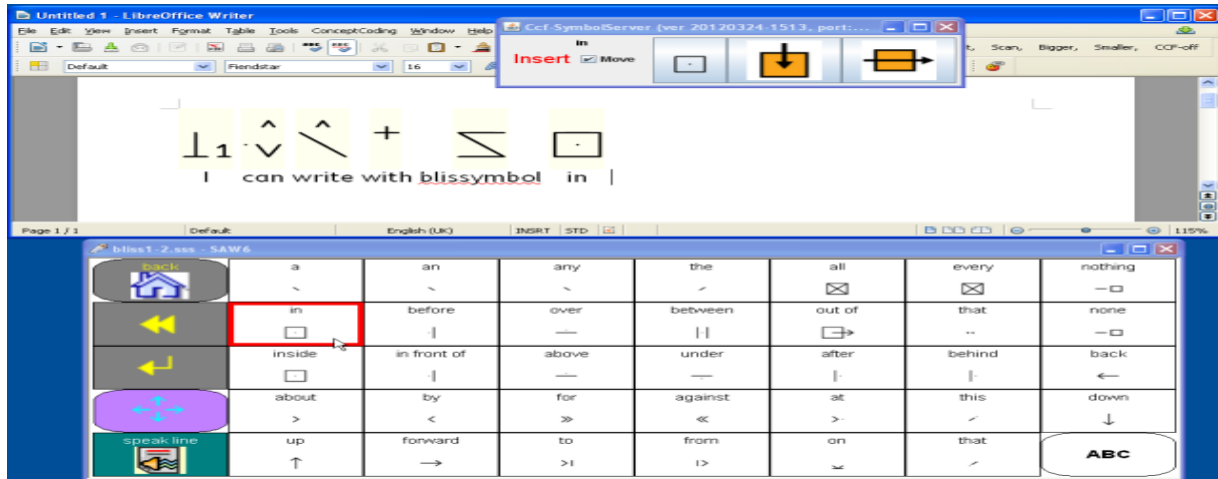 Untitled 1 - LibreOffice Writer
File Edit View Insert Format Table Tools ConceptCoding Window Help
Ccf-SymbolServer (ver 20120324-1513, port:...
in
Insert Move
Scan, Bigger, Smaller, CCF-off
Default Fiendstar 16
1
I can write with blissymbol in
Page 1 / 1 Default English (UK) INSRT STD 115%
bliss1-2.sss - SAW6
back a an any the all every nothing
in before over between out of that none
inside in front of above under after behind back
about by for against at this down
speak line up forward to from on that ABC